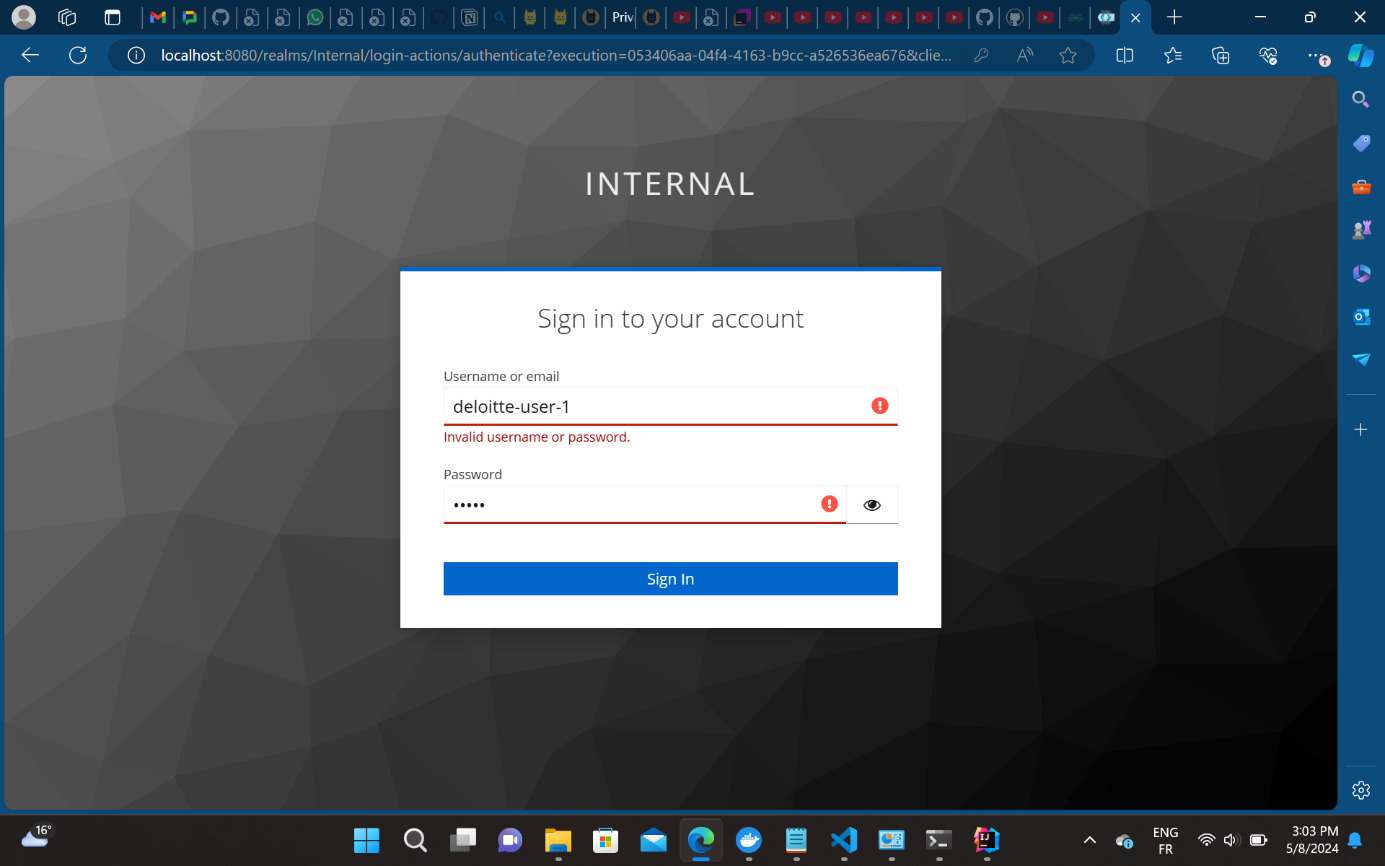 Priv
localhost:8080/realms/Internal/login-actions/authenticate?execution=053406aa-04f4-4163-b9cc-a526536ea676&clie...
INTERNAL
Sign in to your account
Username or email
deloitte-user-1
Invalid username or password.
Password
Sign In
16°
ENG
FR
3:03 PM
5/8/2024